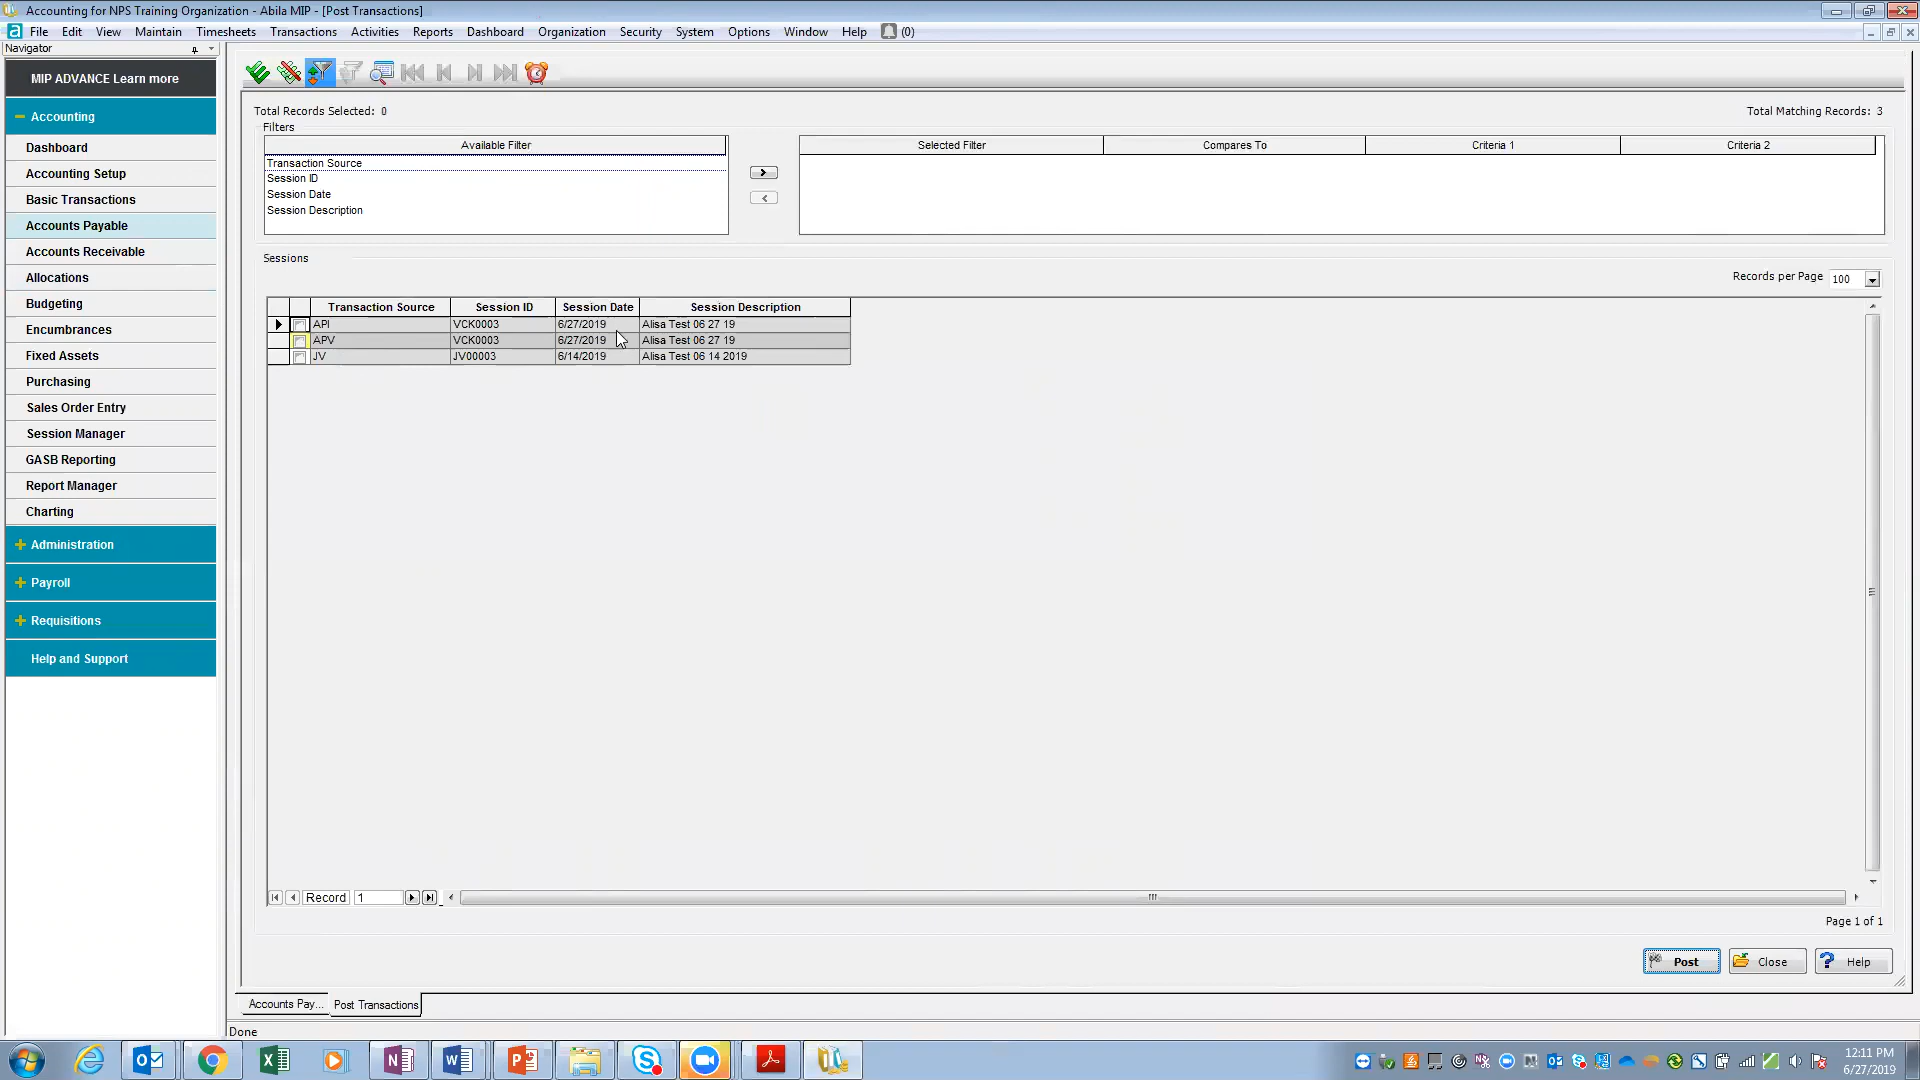 Accounting for NPS Training Organization - Abila MIP - [Post Transactions]
File Edit View Maintain Timesheets Transactions Activities Reports Dashboard Organization Security System Options Window Help (0)
Navigator
MIP ADVANCE Learn more
Accounting
Dashboard
Accounting Setup
Basic Transactions
Accounts Payable
Accounts Receivable
Allocations
Budgeting
Encumbrances
Fixed Assets
Purchasing
Sales Order Entry
Session Manager
GASB Reporting
Report Manager
Charting
Administration
Payroll
Requisitions
Help and Support
Total Records Selected: 0
Total Matching Records: 3
Filters
Available Filter
Transaction Source
Session ID
Session Date
Session Description
Selected Filter Compares To Criteria 1 Criteria 2
Sessions
Records per Page 100
Transaction Source Session ID Session Date Session Description
API VCK0003 6/27/2019 Alisa Test 06 27 19
APV VCK0003 6/27/2019 Alisa Test 06 27 19
JV JV00003 6/14/2019 Alisa Test 06 14 2019
Record 1
Page 1 of 1
Post Close Help
Accounts Pay... Post Transactions
Done
12:11 PM
6/27/2019